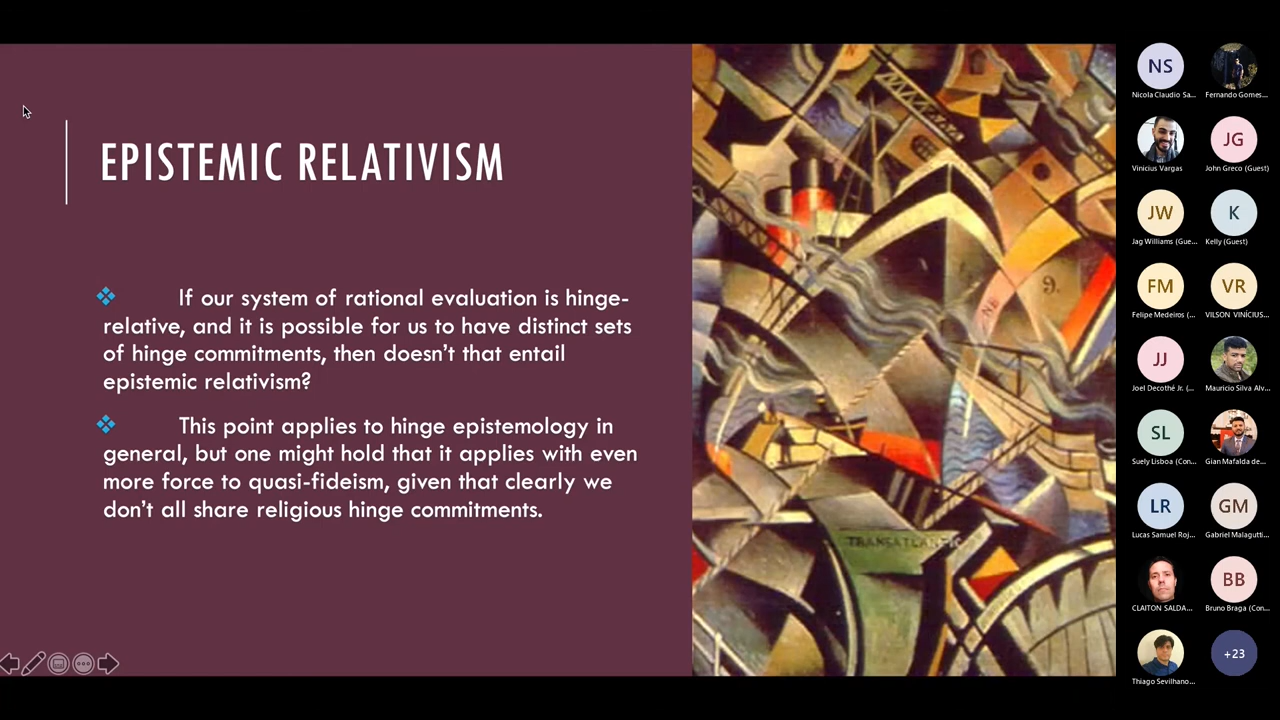 EPISTEMIC RELATIVISM
If our system of rational evaluation is hinge-
relative, and it is possible for us to have distinct sets
of hinge commitments, then doesn't that entail
epistemic relativism?
This point applies to hinge epistemology in
general, but one might hold that it applies with even
more force to quasi-fideism, given that clearly we
don't all share religious hinge commitments.
9.
TRANSATLANTIC
NS
Nicola Claudio Sa...
Fernando Gomes...
Vinicius Vargas
JG
John Greco (Guest)
JW
Jag Williams (Gue...
K
Kelly (Guest)
FM
Felipe Medeiros (...
VR
VILSON VINÍCIUS...
JJ
Joel Decothé Jr. (...
Mauricio Silva Alv...
SL
Suely Lisboa (Con...
Gian Mafalda de...
LR
Lucas Samuel Roj...
GM
Gabriel Malagutti...
CLAITON SALDA...
BB
Bruno Braga (Con...
Thiago Sevilhano...
+23